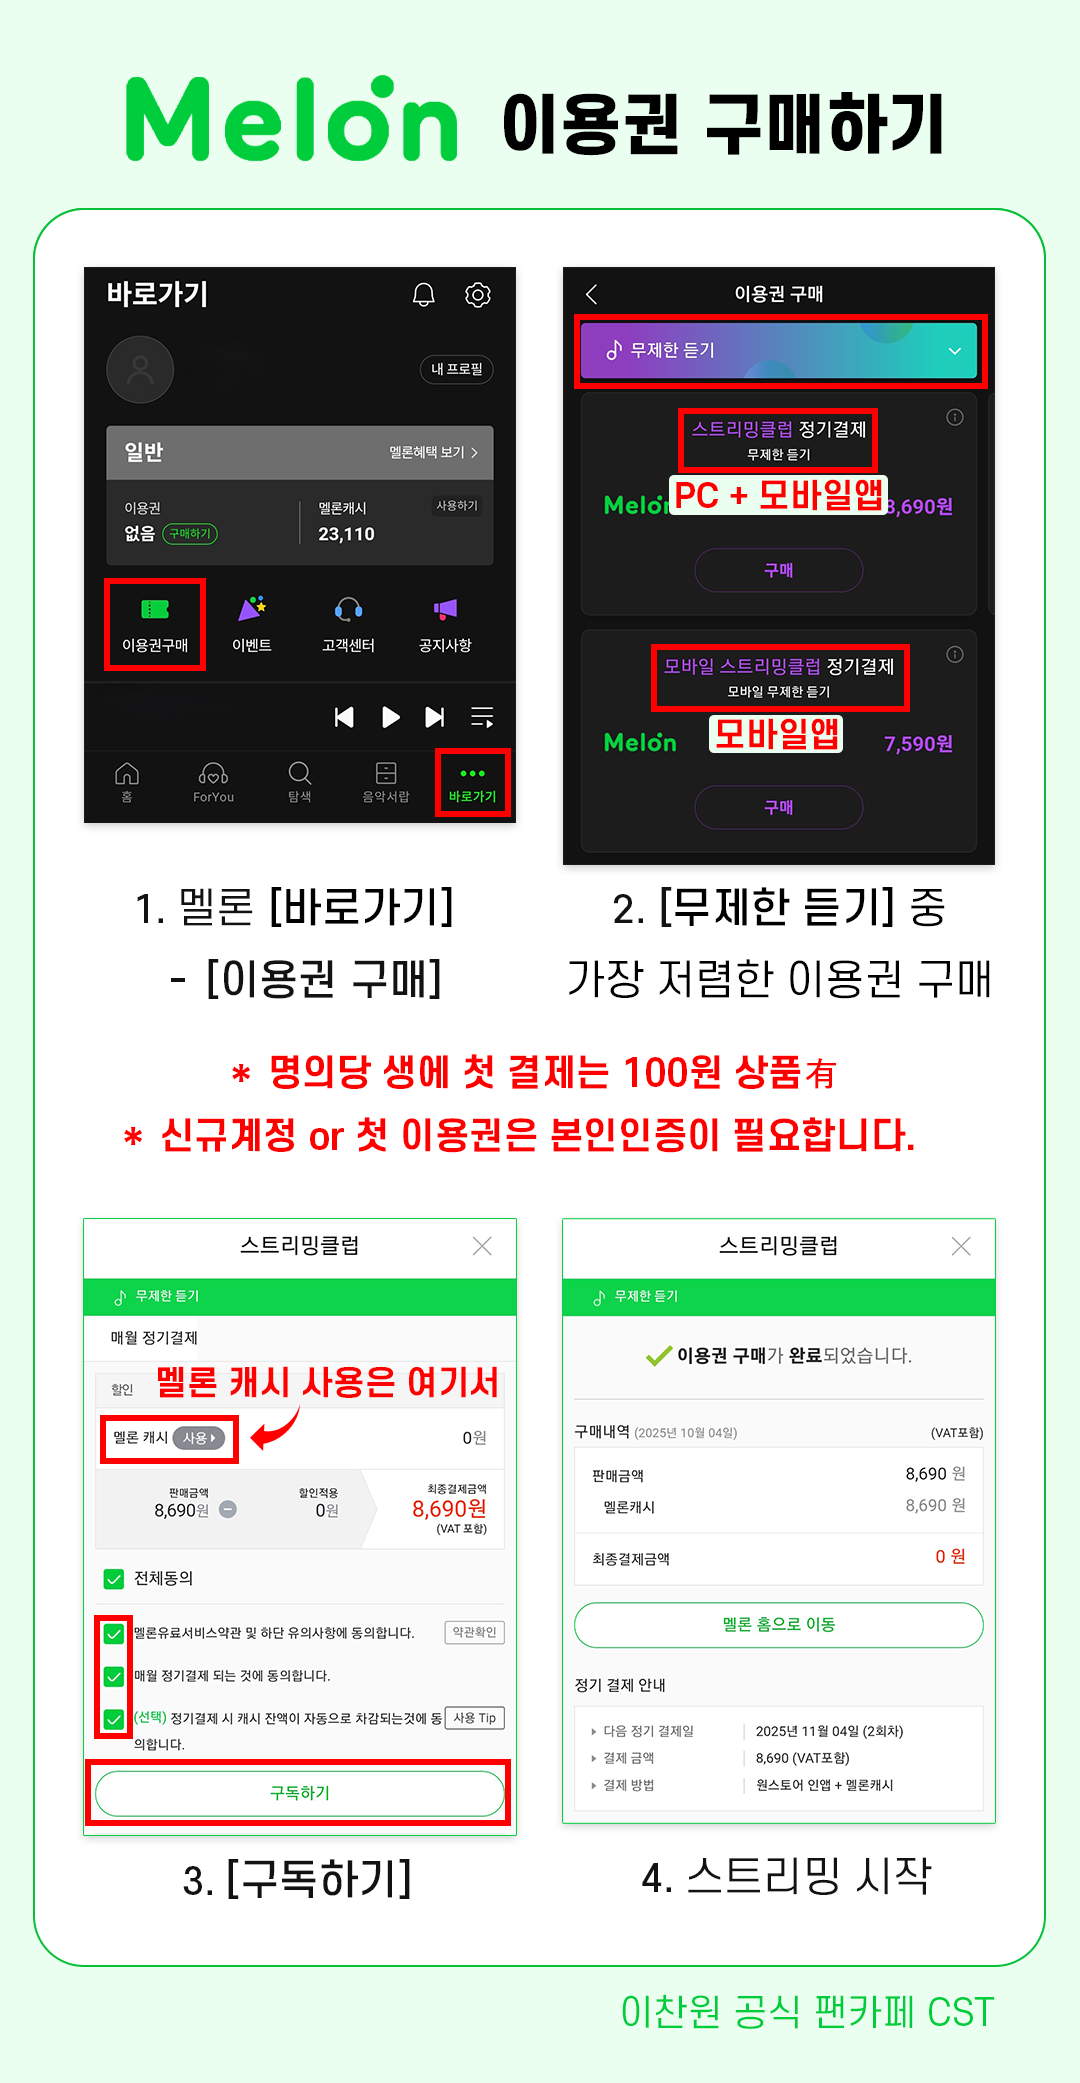 Melon 이용권 구매하기
바로가기
내 프로필
일반
멜론혜택 보기 >
이용권
없음 구매하기
멜론캐시
23,110
사용하기
이용권구매
이벤트
고객센터
공지사항
홈
ForYou
탐색
음악서랍
바로가기
1. 멜론 [바로가기]
- [이용권 구매]
이용권 구매
무제한 듣기
스트리밍클럽 정기결제
무제한 듣기
PC + 모바일앱
Melon
8,690원
구매
모바일 스트리밍클럽 정기결제
모바일 무제한 듣기
모바일앱
Melon
7,590원
구매
2. [무제한 듣기] 중
가장 저렴한 이용권 구매
* 명의당 생에 첫 결제는 100원 상품有
* 신규계정 or 첫 이용권은 본인인증이 필요합니다.
스트리밍클럽
무제한 듣기
매월 정기결제
할인
멜론 캐시 사용은 여기서
멜론 캐시 사용
0원
판매금액
8,690원
할인적용
0원
최종결제금액
8,690원
(VAT 포함)
전체동의
멜론유료서비스약관 및 하단 유의사항에 동의합니다.
약관확인
매월 정기결제 되는 것에 동의합니다.
(선택) 정기결제 시 캐시 잔액이 자동으로 차감되는것에 동
의합니다.
사용 Tip
구독하기
3. [구독하기]
스트리밍클럽
무제한 듣기
이용권 구매가 완료되었습니다.
구매내역 (2025년 10월 04일)
(VAT포함)
판매금액
8,690 원
멜론캐시
8,690 원
최종결제금액
0 원
멜론 홈으로 이동
정기 결제 안내
다음 정기 결제일
2025년 11월 04일 (2회차)
결제 금액
8,690 (VAT포함)
결제 방법
원스토어 인앱 + 멜론캐시
4. 스트리밍 시작
이찬원 공식 팬카페 CST